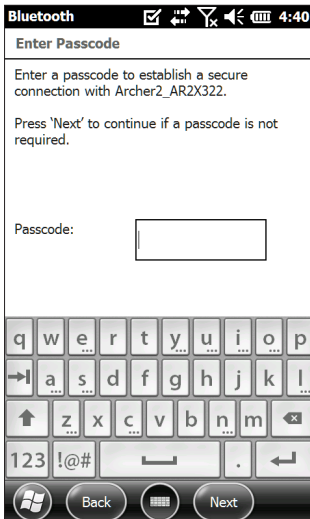 Bluetooth 4:40
Enter Passcode
Enter a passcode to establish a secure
connection with Archer2_AR2X322.
Press ‘Next’ to continue if a passcode is not
required.
Passcode:
q w e r t y u i o p
a s d f g h j k l
z x c v b n m
123 !@# .
Back Next